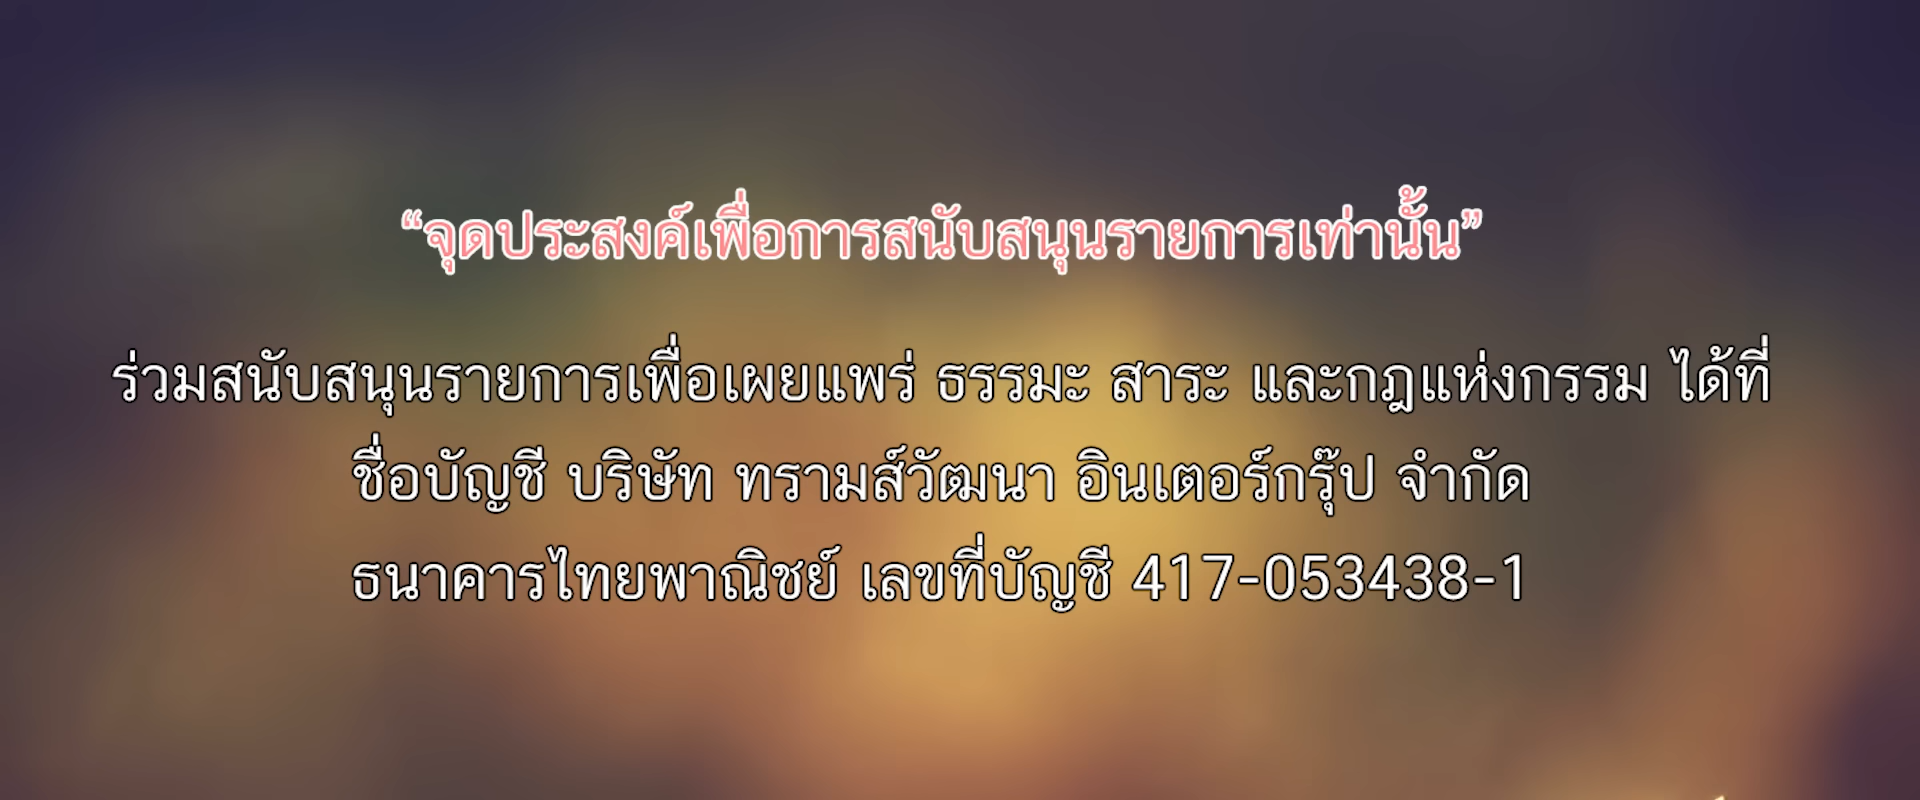 “จุดประสงค์เพื่อการสนับสนุนรายการเท่านั้น”
ร่วมสนับสนุนรายการเพื่อเผยแพร่ ธรรมะ สาระ และกฎแห่งกรรม ได้ที่
ชื่อบัญชี บริษัท ทรามส์วัฒนา อินเตอร์กรุ๊ป จำกัด
ธนาคารไทยพาณิชย์ เลขที่บัญชี 417-053438-1